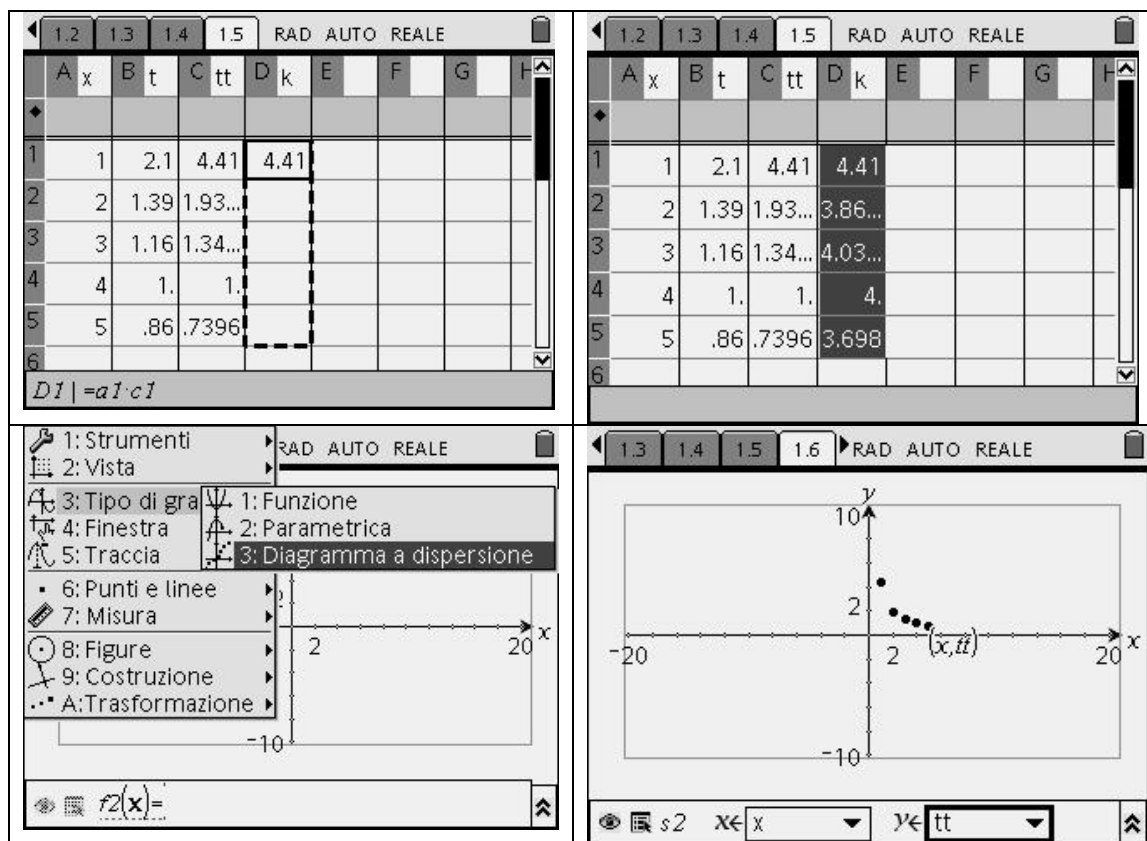 1.2 1.3 1.4 1.5 RAD AUTO REALE
A x B t C tt D k E F G H
1 1 2.1 4.41 4.41
2 2 1.39 1.93...
3 3 1.16 1.34...
4 4 1. 1.
5 5 .86 .7396
6
D1 | =a1·c1
1.2 1.3 1.4 1.5 RAD AUTO REALE
A x B t C tt D k E F G H
1 1 2.1 4.41 4.41
2 2 1.39 1.93... 3.86...
3 3 1.16 1.34... 4.03...
4 4 1. 1. 4.
5 5 .86 .7396 3.698
6
1: Strumenti RAD AUTO REALE
2: Vista
3: Tipo di gra 1: Funzione
4: Finestra 2: Parametrica
5: Traccia 3: Diagramma a dispersione
6: Punti e linee
7: Misura
8: Figure 2 20 x
9: Costruzione
A:Trasformazione
-10
f2(x)=
1.3 1.4 1.5 1.6 RAD AUTO REALE
y
10
2
-20 2 (x,tt) 20 x
-10
s2 x← x y← tt